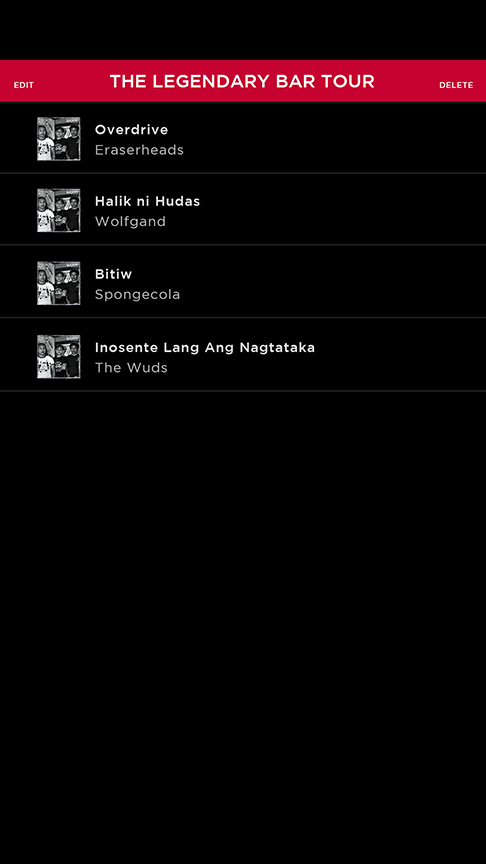 EDIT THE LEGENDARY BAR TOUR DELETE
Overdrive
Eraserheads
Halik ni Hudas
Wolfgand
Bitiw
Spongecola
Inosente Lang Ang Nagtataka
The Wuds